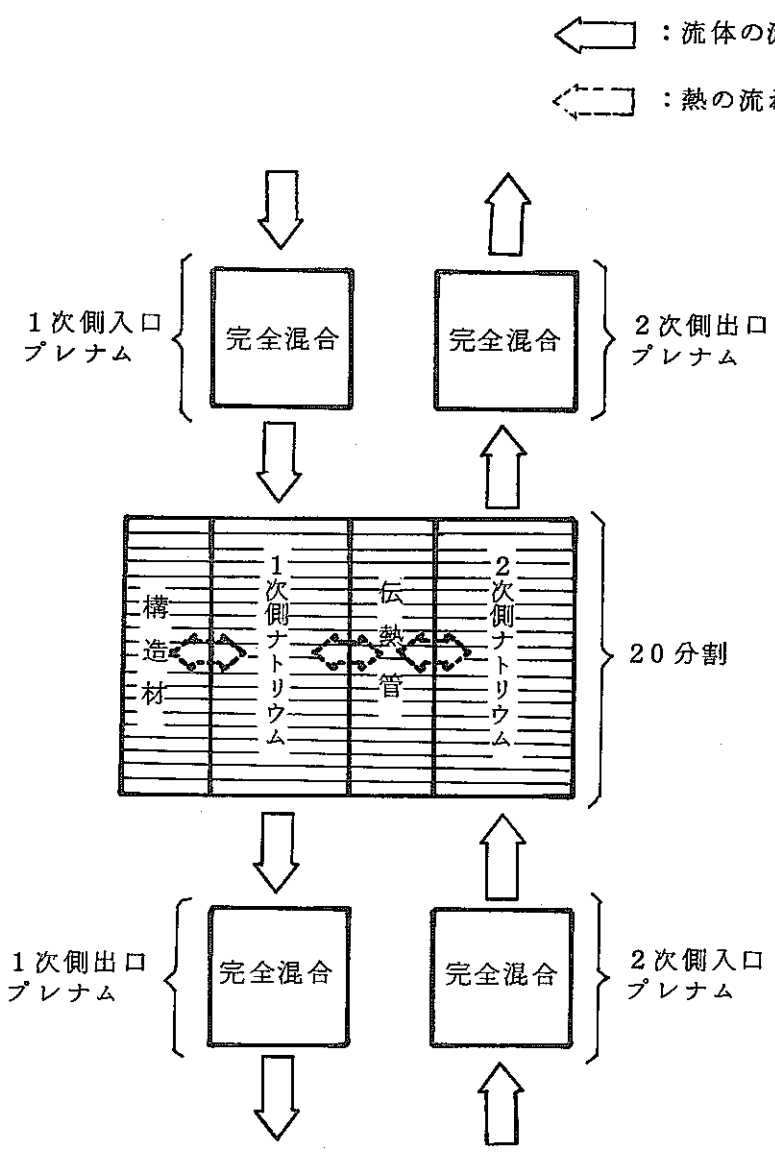 ：流体の
：熱の流
1次側入口
プレナム
完全混合
完全混合
2次側出口
プレナム
構造材
1次側ナトリウム
伝熱管
2次側ナトリウム
20分割
1次側出口
プレナム
完全混合
完全混合
2次側入口
プレナム